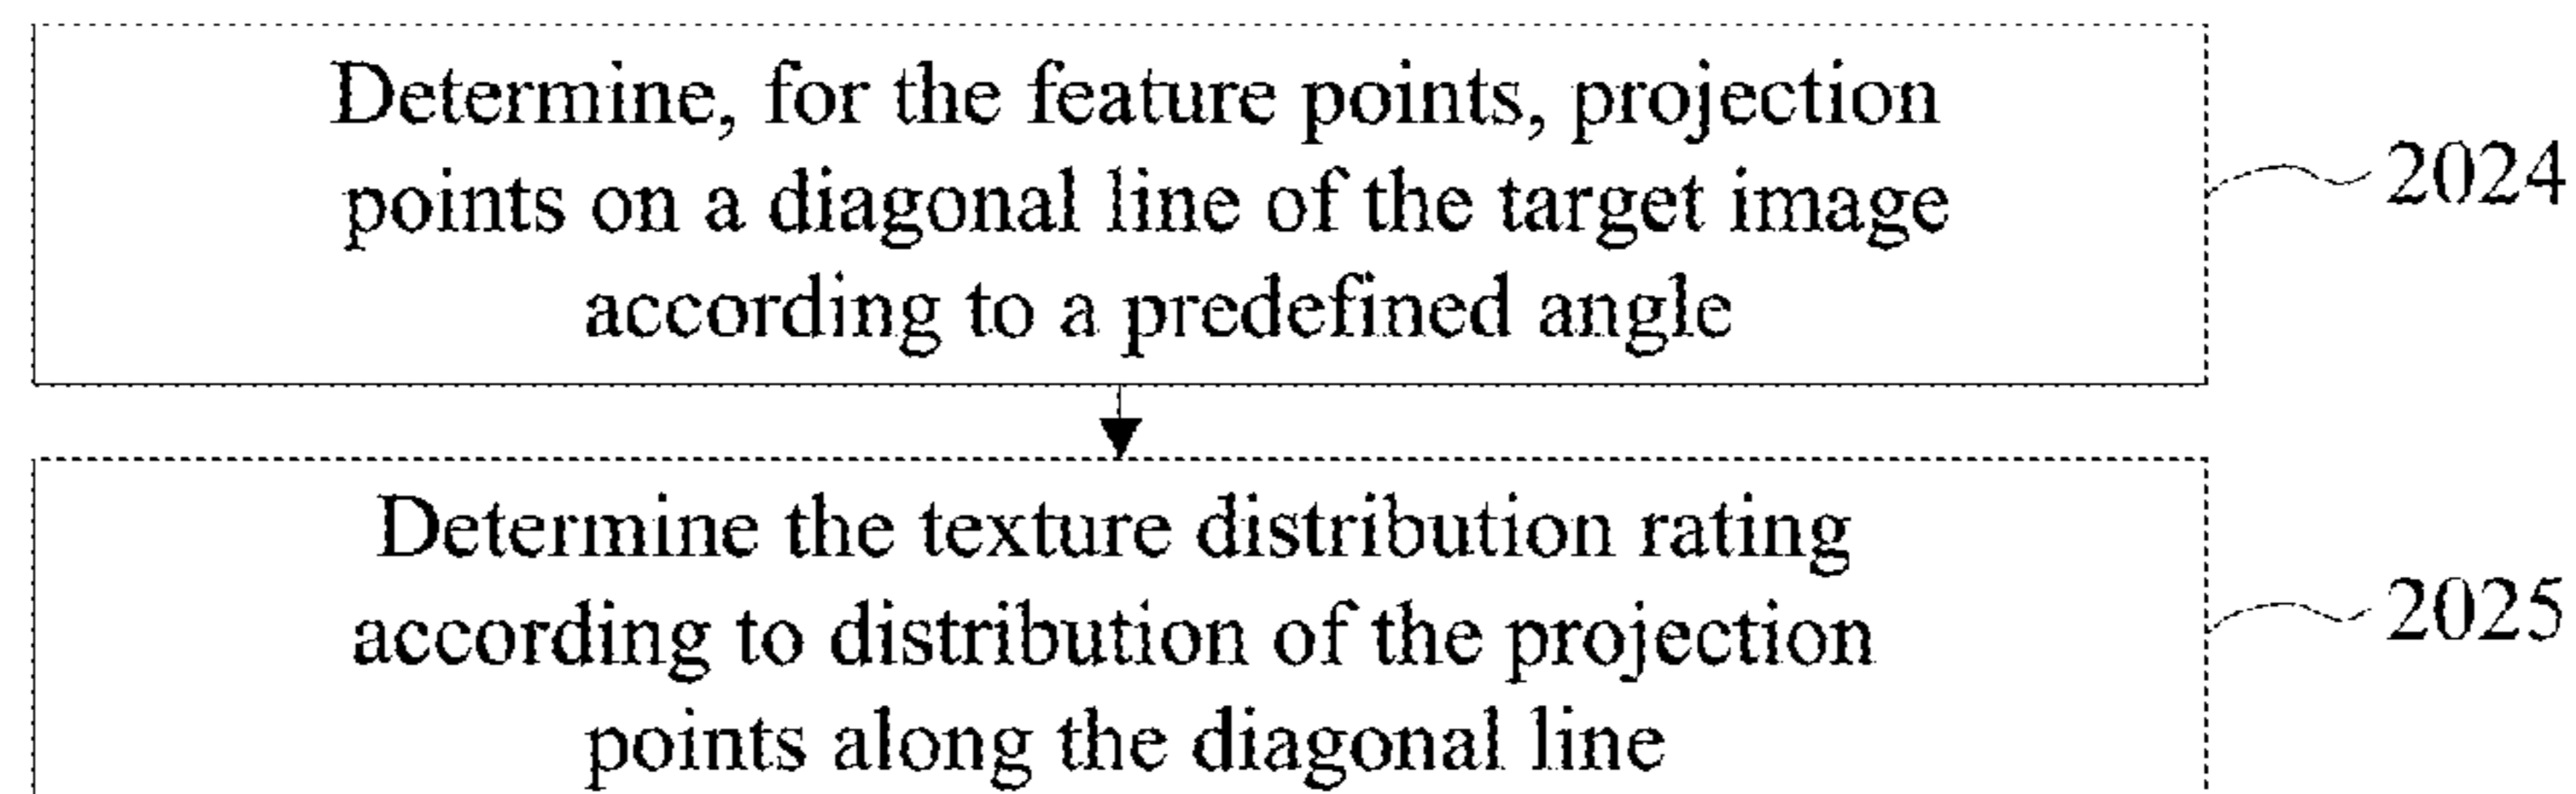 Determine, for the feature points, projection
points on a diagonal line of the target image
according to a predefined angle
2024
Determine the texture distribution rating
according to distribution of the projection
points along the diagonal line
2025